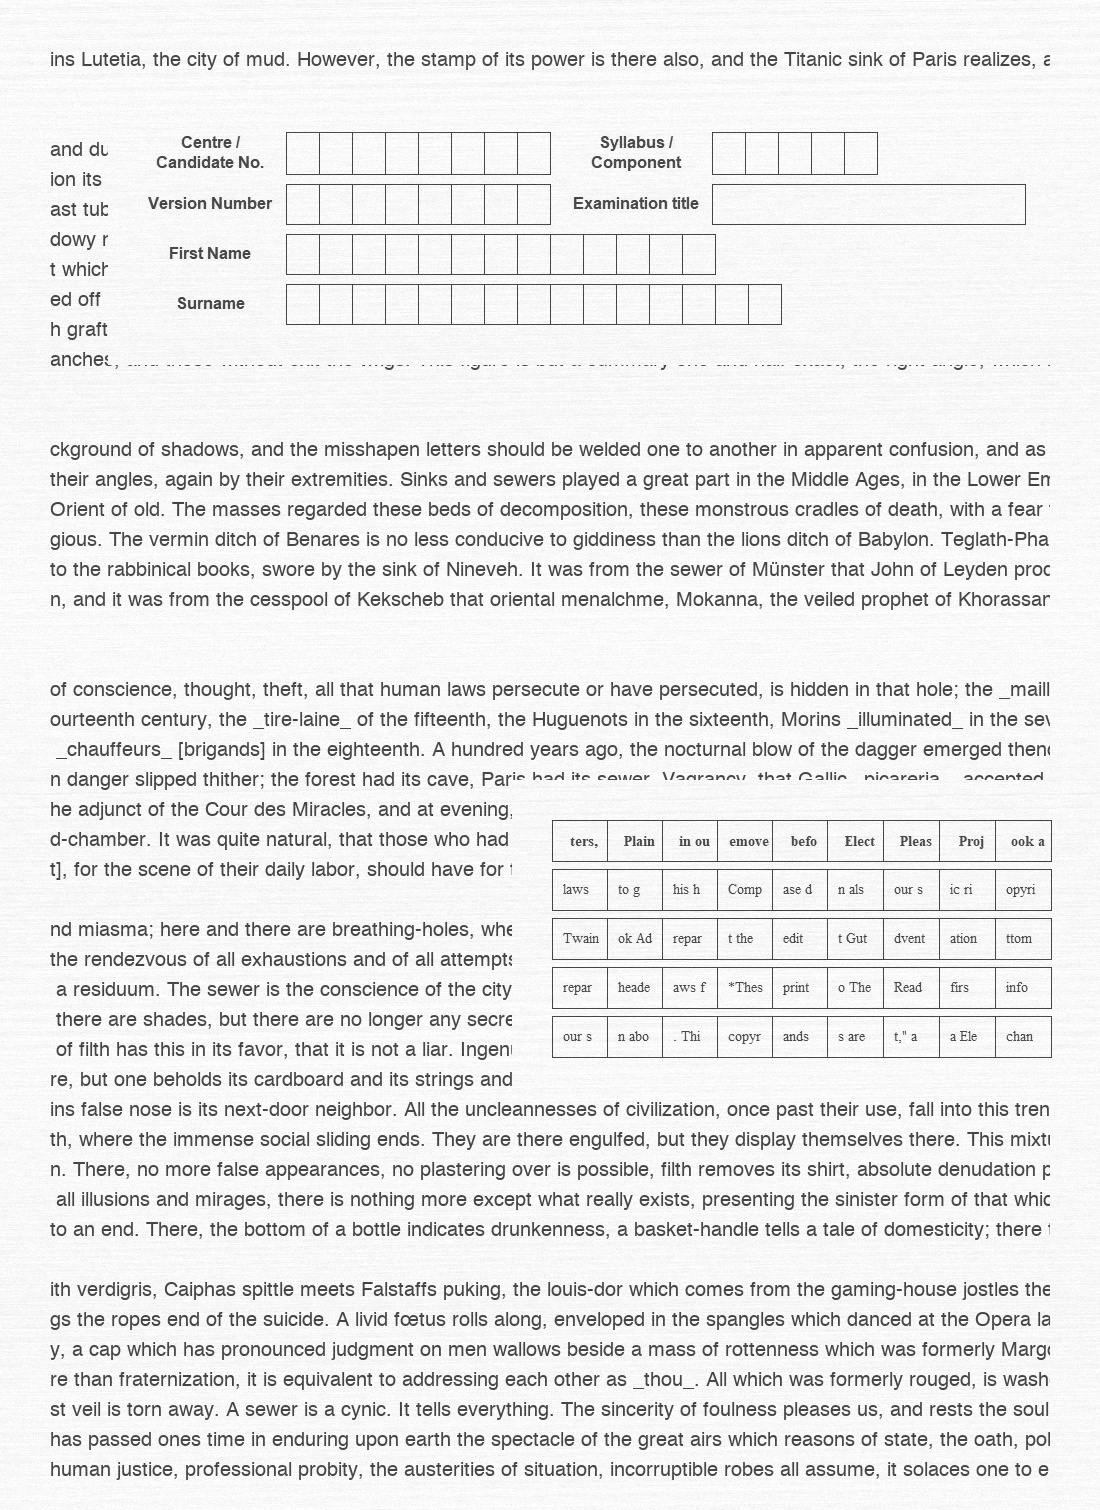 ins Lutetia, the city of mud. However, the stamp of its power is there also, and the Titanic sink of Paris realizes,
and du
ion its
ast tub
dowy
t which
ed off
h graft
anches
Centre /
Candidate No.
Syllabus /
Component
Version Number
Examination title
First Name
Surname
ckground of shadows, and the misshapen letters should be welded one to another in apparent confusion, and as
their angles, again by their extremities. Sinks and sewers played a great part in the Middle Ages, in the Lower Em
Orient of old. The masses regarded these beds of decomposition, these monstrous cradles of death, with a fear
gious. The vermin ditch of Benares is no less conducive to giddiness than the lions ditch of Babylon. Teglath-Pha
to the rabbinical books, swore by the sink of Nineveh. It was from the sewer of Münster that John of Leyden proc
n, and it was from the cesspool of Kekscheb that oriental menalchme, Mokanna, the veiled prophet of Khorassan
of conscience, thought, theft, all that human laws persecute or have persecuted, is hidden in that hole; the _maill
ourteenth century, the _tire-laine_ of the fifteenth, the Huguenots in the sixteenth, Morins _illuminated_ in the sev
_chauffeurs_ [brigands] in the eighteenth. A hundred years ago, the nocturnal blow of the dagger emerged thenc
n danger slipped thither; the forest had its cave, Paris had its sewer. Vagrancy, that Gallic _picareria_, accepted
he adjunct of the Cour des Miracles, and at evening,
d-chamber. It was quite natural, that those who had
t], for the scene of their daily labor, should have for
nd miasma; here and there are breathing-holes, whe
the rendezvous of all exhaustions and of all attempts
a residuum. The sewer is the conscience of the city
there are shades, but there are no longer any secre
of filth has this in its favor, that it is not a liar. Ingenu
re, but one beholds its cardboard and its strings and
ters, Plain in ou emove befo Elect Pleas Proj ook a
laws to g his h Comp ase d n als our s ic ri opyri
Twain ok Ad repar t the edit t Gut dvent ation ttom
repar heade aws f *Thes print o The Read firs info
our s n abo . Thi copyr ands s are t," a a Ele chan
ins false nose is its next-door neighbor. All the uncleannesses of civilization, once past their use, fall into this tren
th, where the immense social sliding ends. They are there engulfed, but they display themselves there. This mixtu
n. There, no more false appearances, no plastering over is possible, filth removes its shirt, absolute denudation p
all illusions and mirages, there is nothing more except what really exists, presenting the sinister form of that whic
to an end. There, the bottom of a bottle indicates drunkenness, a basket-handle tells a tale of domesticity; there
ith verdigris, Caiphas spittle meets Falstaffs puking, the louis-dor which comes from the gaming-house jostles the
gs the ropes end of the suicide. A livid fœtus rolls along, enveloped in the spangles which danced at the Opera la
y, a cap which has pronounced judgment on men wallows beside a mass of rottenness which was formerly Margo
re than fraternization, it is equivalent to addressing each other as _thou_. All which was formerly rouged, is wash
st veil is torn away. A sewer is a cynic. It tells everything. The sincerity of foulness pleases us, and rests the soul
has passed ones time in enduring upon earth the spectacle of the great airs which reasons of state, the oath, pol
human justice, professional probity, the austerities of situation, incorruptible robes all assume, it solaces one to e